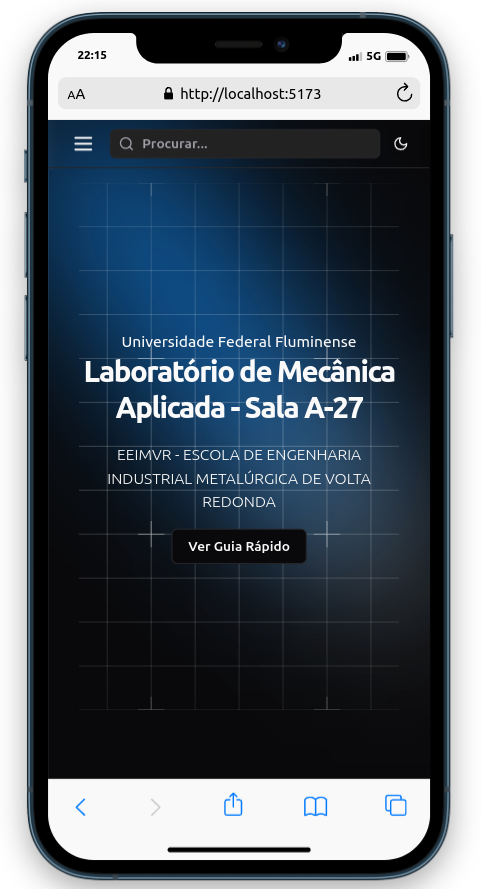 22:15
5G
AA
http://localhost:5173
Procurar...
Universidade Federal Fluminense
Laboratório de Mecânica
Aplicada - Sala A-27
EEIMVR - ESCOLA DE ENGENHARIA
INDUSTRIAL METALÚRGICA DE VOLTA
REDONDA
Ver Guia Rápido